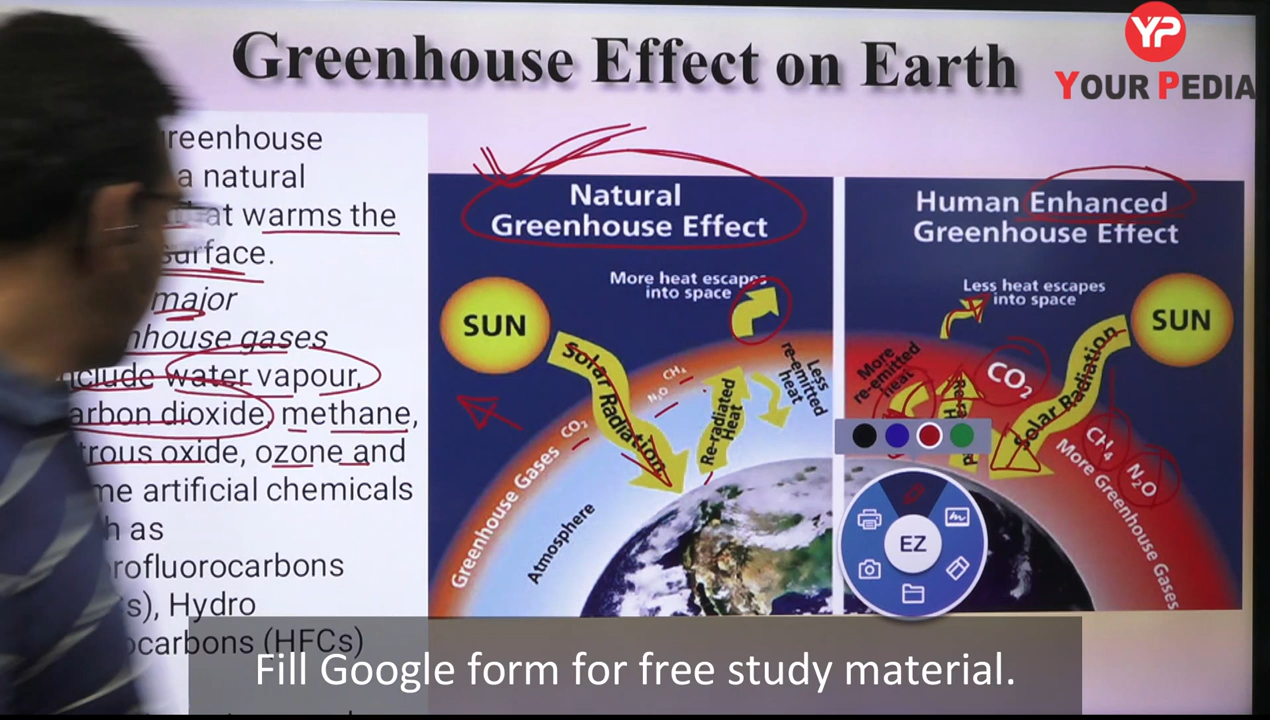 Greenhouse Effect on Earth
YP
YOUR PEDIA
reenhouse
a natural
at warms the
surface.
major
house gases
clude water vapour,
arbon dioxide, methane,
trous oxide, ozone and
me artificial chemicals
h as
rofluorocarbons
s), Hydro
ocarbons (HFCs)
Natural
Greenhouse Effect
More heat escapes
into space
SUN
Solar Radiation
Re-radiated
Heat
Less
re-emitted
heat
CH₄
N₂O
CO₂
Greenhouse Gases
Atmosphere
Human Enhanced
Greenhouse Effect
Less heat escapes
into space
SUN
More
re-emitted
heat
CO₂
Solar Radiation
CH₄
N₂O
More Greenhouse Gases
EZ
Fill Google form for free study material.